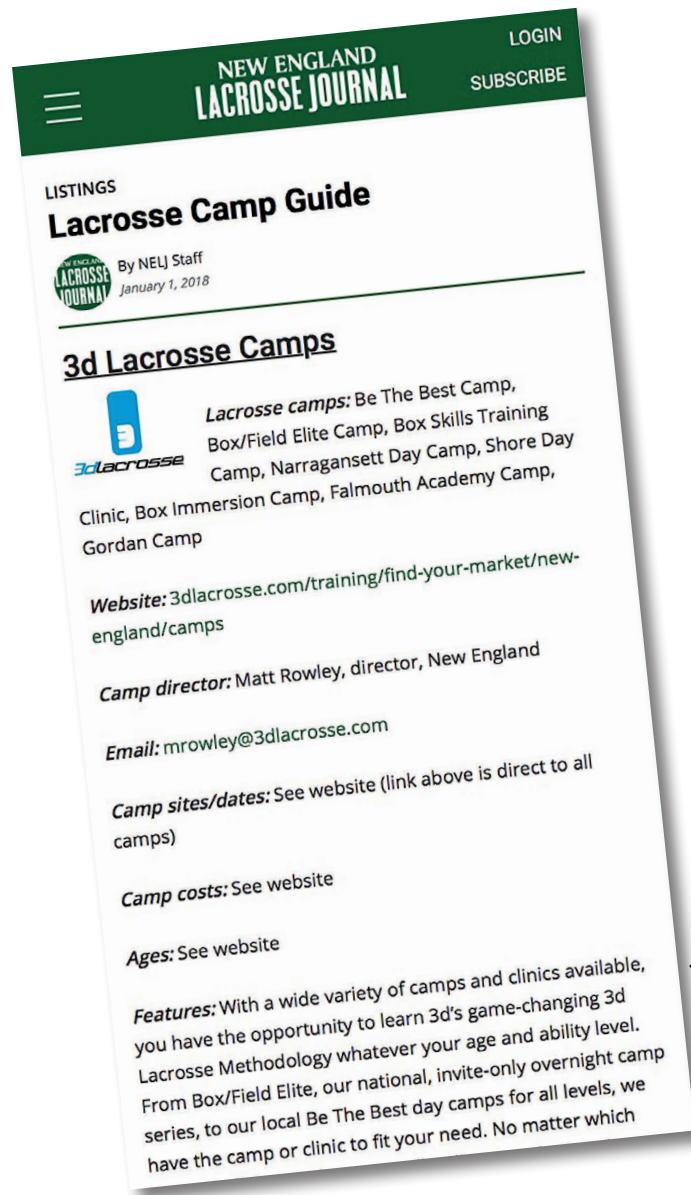 NEW ENGLAND
LACROSSE JOURNAL
LOGIN
SUBSCRIBE
LISTINGS
Lacrosse Camp Guide
NEW ENGLAND
LACROSSE
JOURNAL
By NELJ Staff
January 1, 2018
3d Lacrosse Camps
3
3dlacrosse
Lacrosse camps: Be The Best Camp,
Box/Field Elite Camp, Box Skills Training
Camp, Narragansett Day Camp, Shore Day
Clinic, Box Immersion Camp, Falmouth Academy Camp,
Gordan Camp
Website: 3dlacrosse.com/training/find-your-market/new-
england/camps
Camp director: Matt Rowley, director, New England
Email: mrowley@3dlacrosse.com
Camp sites/dates: See website (link above is direct to all
camps)
Camp costs: See website
Ages: See website
Features: With a wide variety of camps and clinics available,
you have the opportunity to learn 3d's game-changing 3d
Lacrosse Methodology whatever your age and ability level.
From Box/Field Elite, our national, invite-only overnight camp
series, to our local Be The Best day camps for all levels, we
have the camp or clinic to fit your need. No matter which